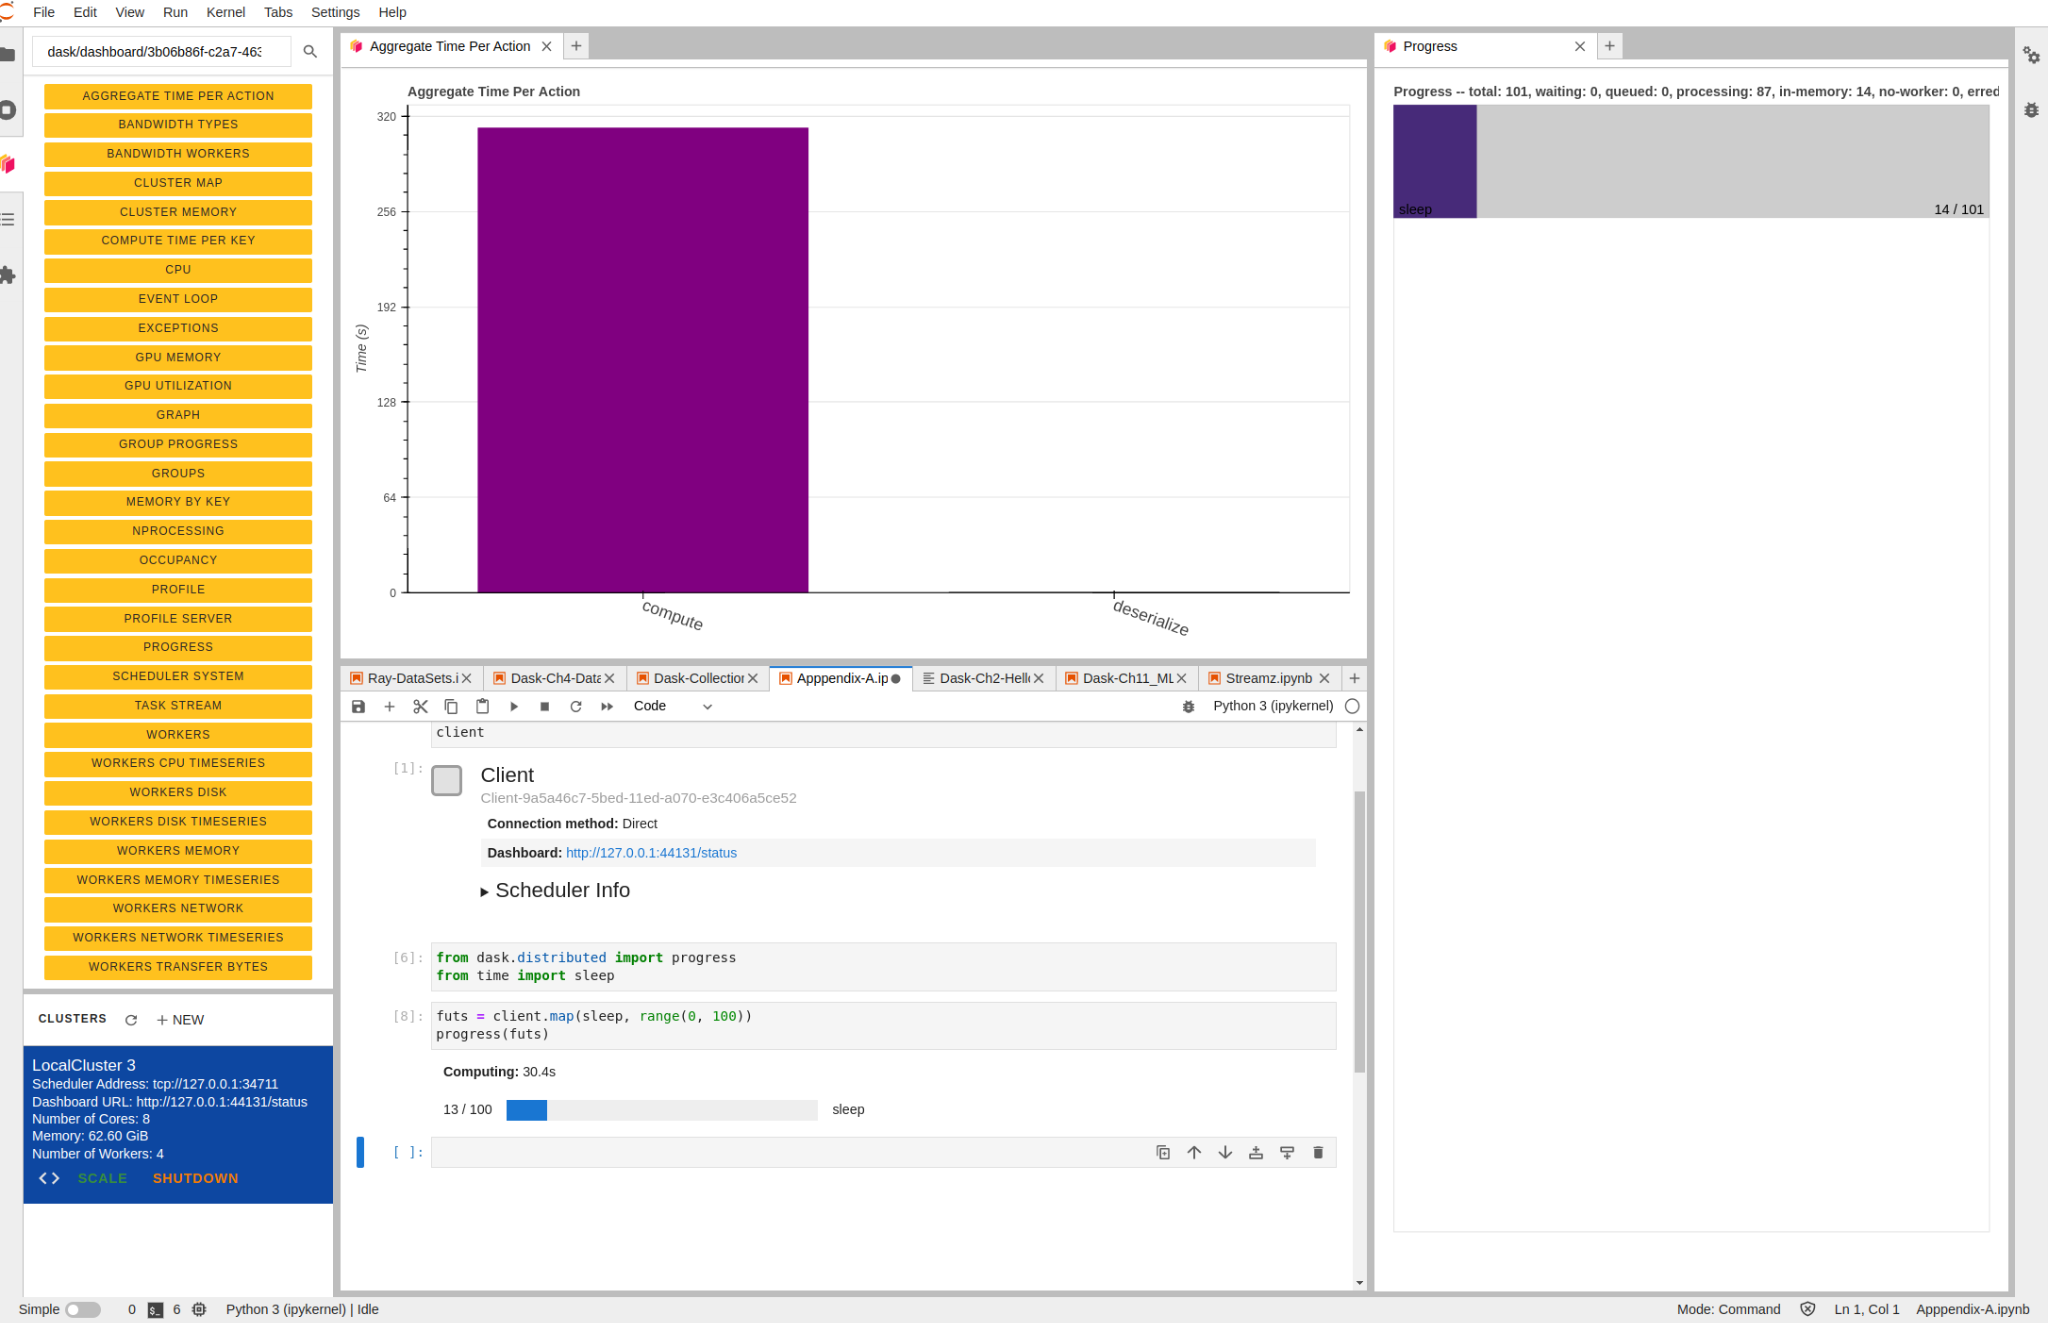 File Edit View Run Kernel Tabs Settings Help
dask/dashboard/3b06b86f-c2a7-463
AGGREGATE TIME PER ACTION
BANDWIDTH TYPES
BANDWIDTH WORKERS
CLUSTER MAP
CLUSTER MEMORY
COMPUTE TIME PER KEY
CPU
EVENT LOOP
EXCEPTIONS
GPU MEMORY
GPU UTILIZATION
GRAPH
GROUP PROGRESS
GROUPS
MEMORY BY KEY
NPROCESSING
OCCUPANCY
PROFILE
PROFILE SERVER
PROGRESS
SCHEDULER SYSTEM
TASK STREAM
WORKERS
WORKERS CPU TIMESERIES
WORKERS DISK
WORKERS DISK TIMESERIES
WORKERS MEMORY
WORKERS MEMORY TIMESERIES
WORKERS NETWORK
WORKERS NETWORK TIMESERIES
WORKERS TRANSFER BYTES
CLUSTERS + NEW
LocalCluster 3
Scheduler Address: tcp://127.0.0.1:34711
Dashboard URL: http://127.0.0.1:44131/status
Number of Cores: 8
Memory: 62.60 GiB
Number of Workers: 4
<> SCALE SHUTDOWN
Aggregate Time Per Action
Aggregate Time Per Action
320
256
192
128
64
0
Time (s)
compute
deserialize
Ray-DataSets.i Dask-Ch4-Data Dask-Collection Apppendix-A.ip Dask-Ch2-Hell Dask-Ch11_ML Streamz.ipynb
Code Python 3 (ipykernel)
client
[1]:
Client
Client-9a5a46c7-5bed-11ed-a070-e3c406a5ce52
Connection method: Direct
Dashboard: http://127.0.0.1:44131/status
Scheduler Info
[6]: from dask.distributed import progress
from time import sleep
[8]: futs = client.map(sleep, range(0, 100))
progress(futs)
Computing: 30.4s
13 / 100 sleep
[ ]:
Progress
Progress -- total: 101, waiting: 0, queued: 0, processing: 87, in-memory: 14, no-worker: 0, erred
sleep 14 / 101
Simple 0 $_ 6 Python 3 (ipykernel) | Idle Mode: Command Ln 1, Col 1 Apppendix-A.ipynb